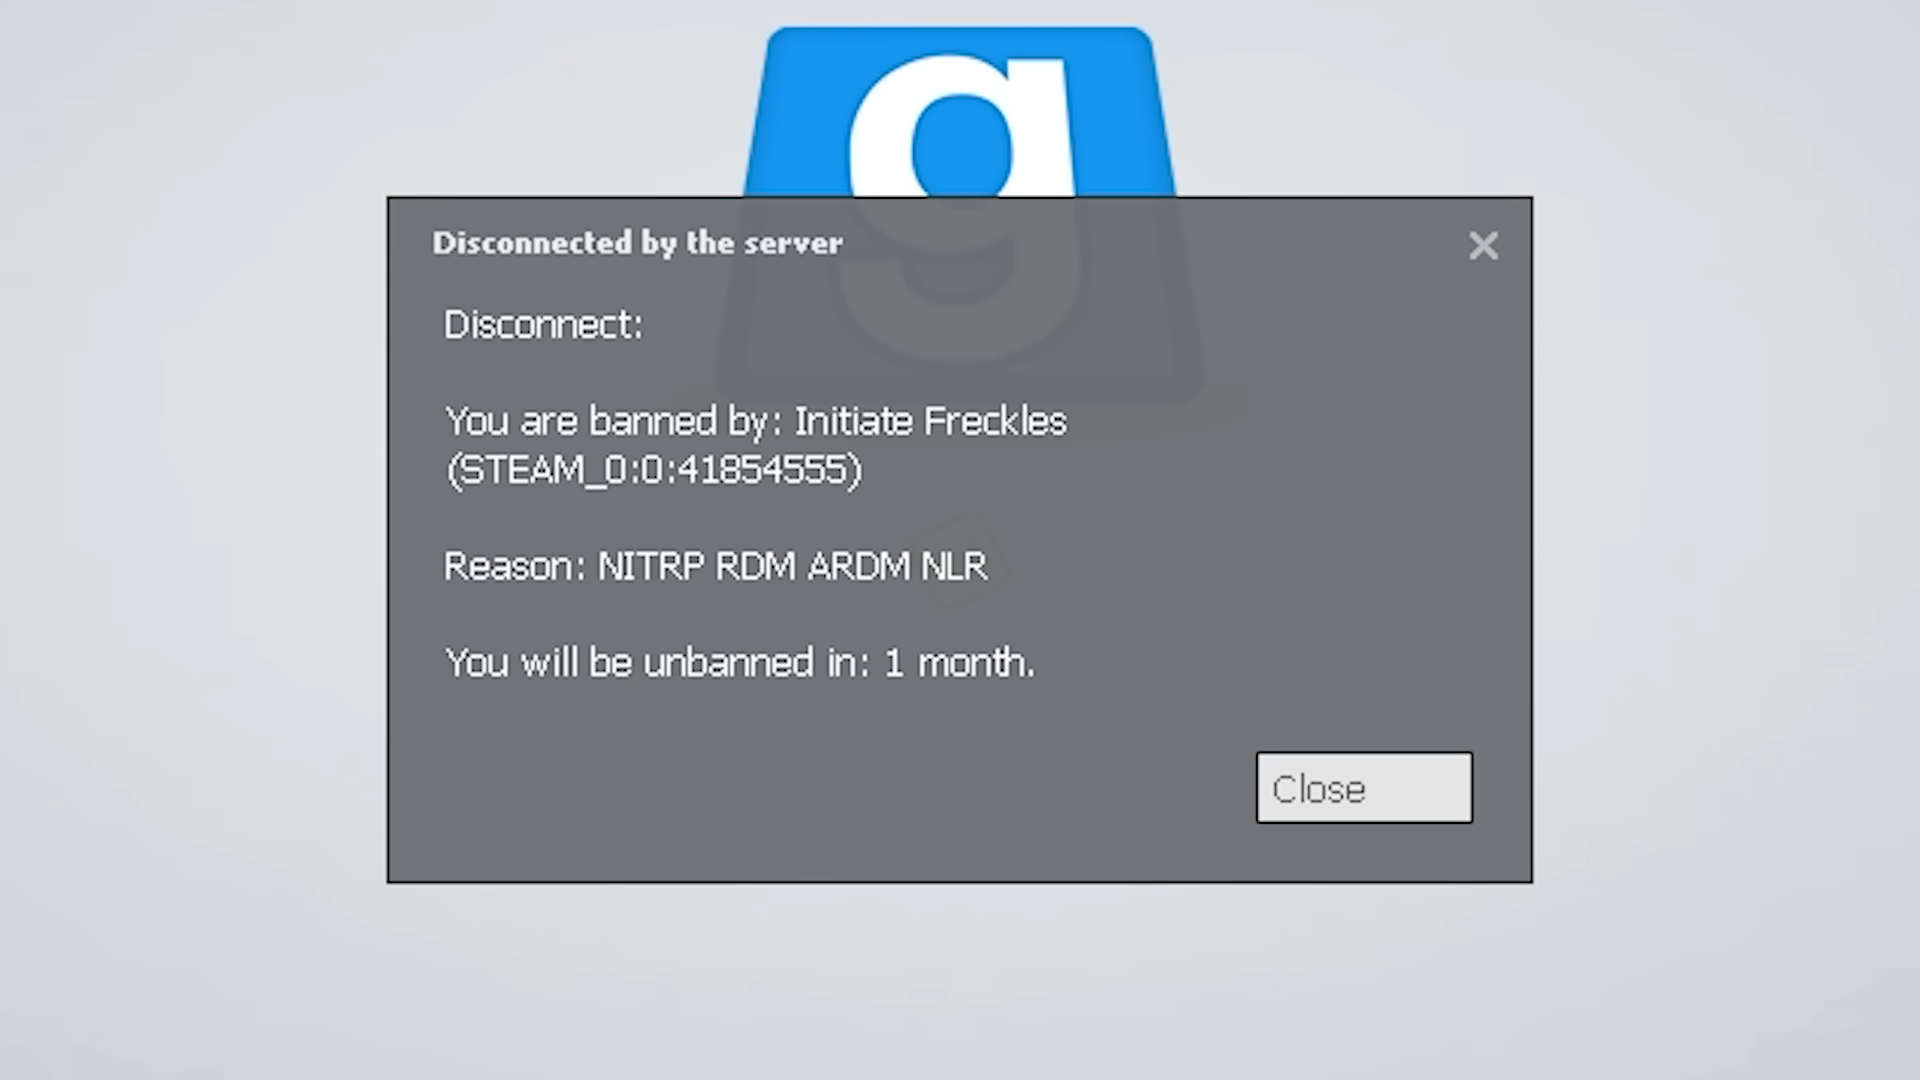 g
Disconnected by the server
Disconnect:
You are banned by: Initiate Freckles
(STEAM_0:0:41854555)
Reason: NITRP RDM ARDM NLR
You will be unbanned in: 1 month.
Close